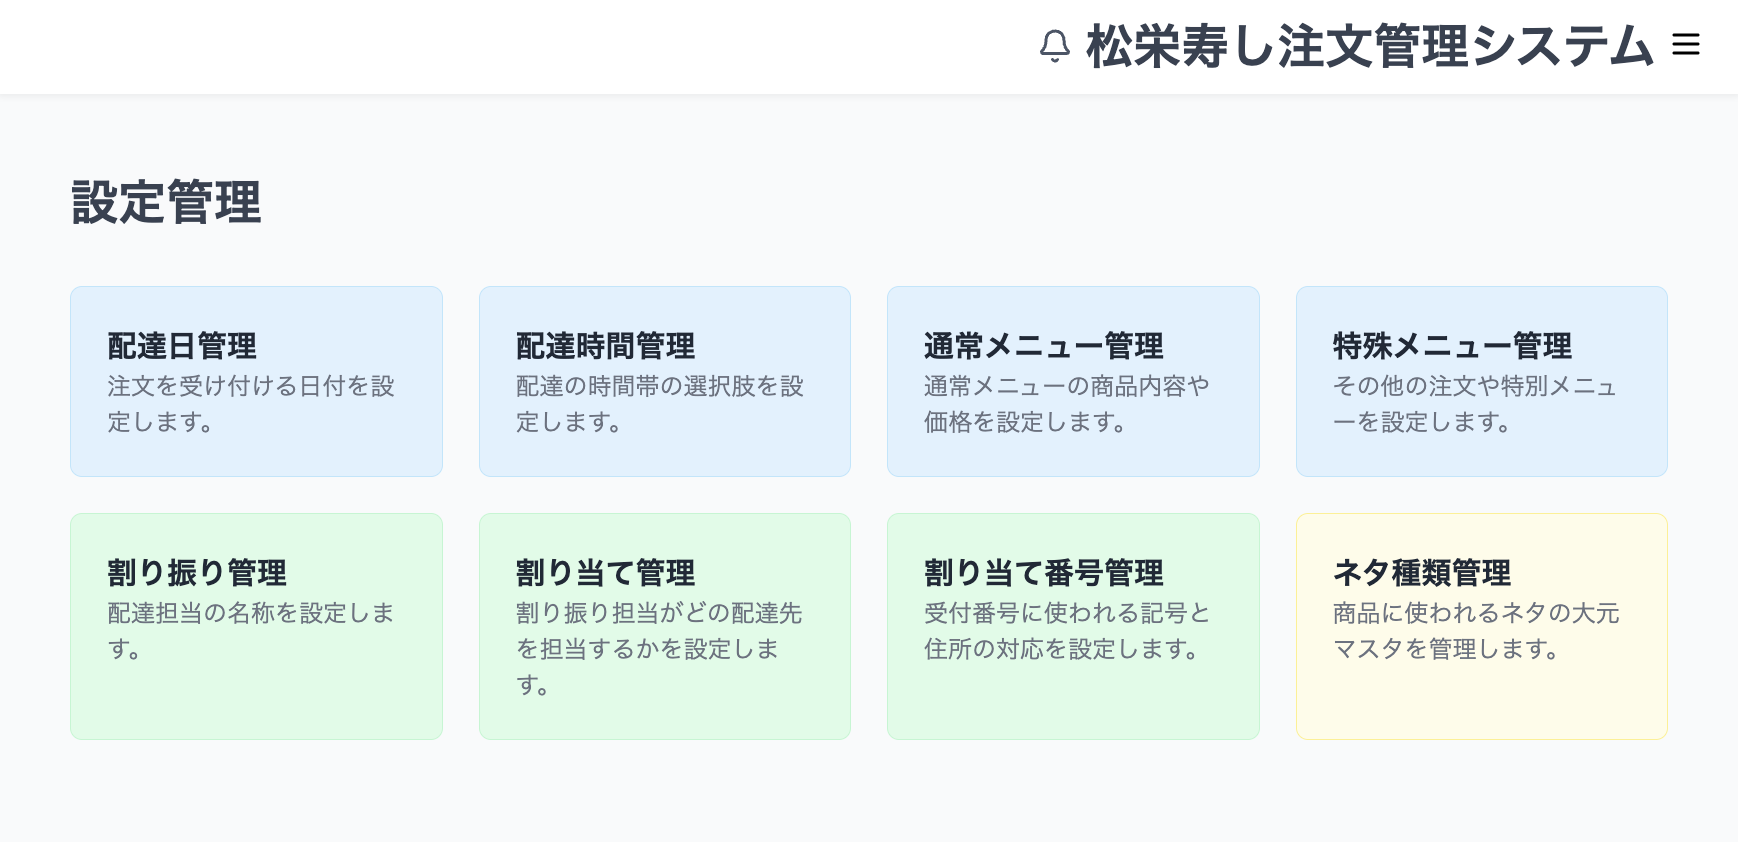 松栄寿し注文管理システム
設定管理
配達日管理
注文を受け付ける日付を設
定します。
配達時間管理
配達の時間帯の選択肢を設
定します。
通常メニュー管理
通常メニューの商品内容や
価格を設定します。
特殊メニュー管理
その他の注文や特別メニュ
ーを設定します。
割り振り管理
配達担当の名称を設定しま
す。
割り当て管理
割り振り担当がどの配達先
を担当するかを設定しま
す。
割り当て番号管理
受付番号に使われる記号と
住所の対応を設定します。
ネタ種類管理
商品に使われるネタの大元
マスタを管理します。